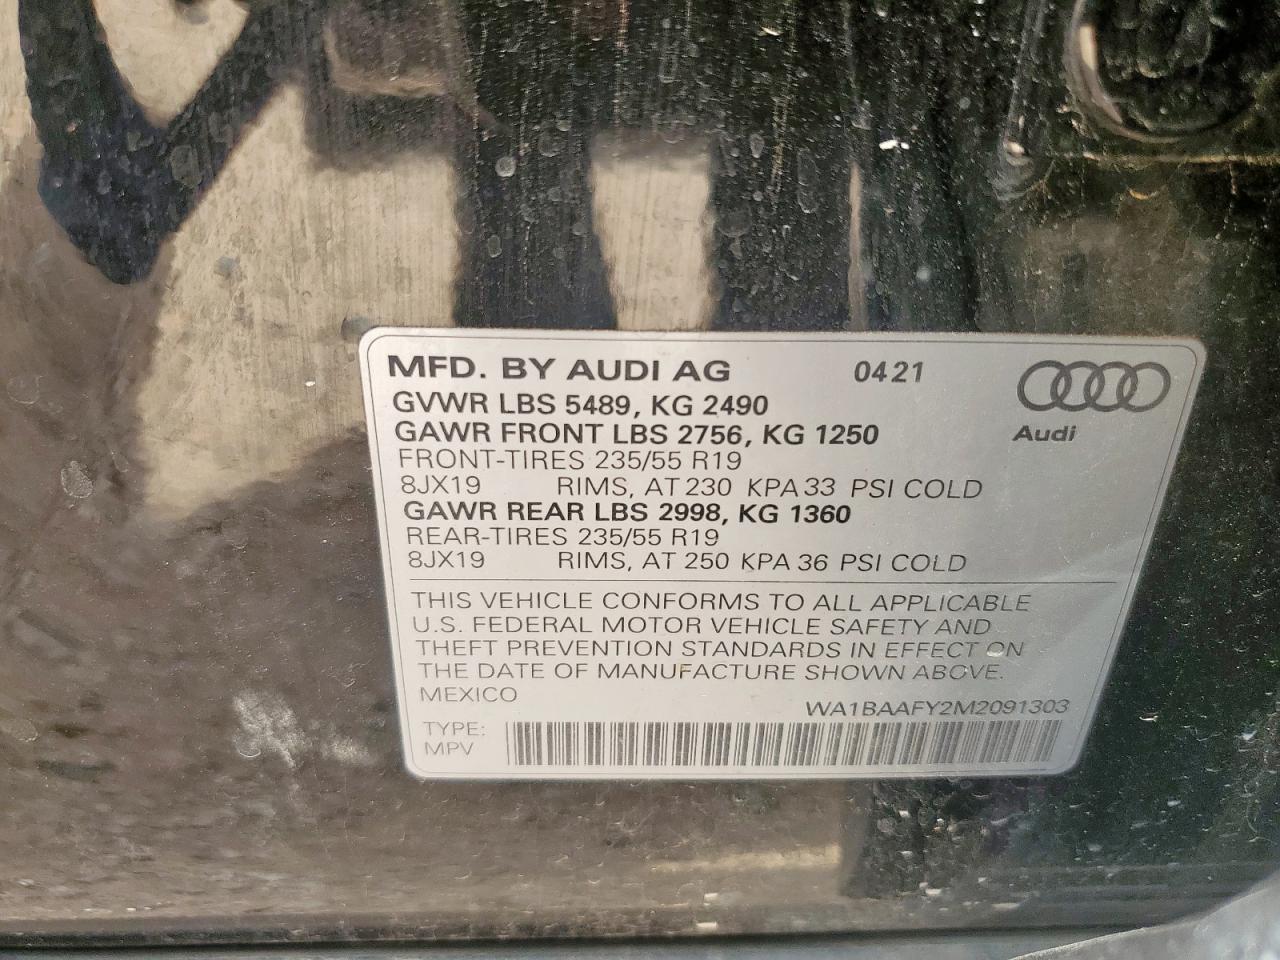 MFD. BY AUDI AG 0421
GVWR LBS 5489, KG 2490
GAWR FRONT LBS 2756, KG 1250
Audi
FRONT-TIRES 235/55 R19
8JX19 RIMS, AT 230 KPA 33 PSI COLD
GAWR REAR LBS 2998, KG 1360
REAR-TIRES 235/55 R19
8JX19 RIMS, AT 250 KPA 36 PSI COLD
THIS VEHICLE CONFORMS TO ALL APPLICABLE
U.S. FEDERAL MOTOR VEHICLE SAFETY AND
THEFT PREVENTION STANDARDS IN EFFECT ON
THE DATE OF MANUFACTURE SHOWN ABOVE.
MEXICO
WA1BAAFY2M2091303
TYPE:
MPV